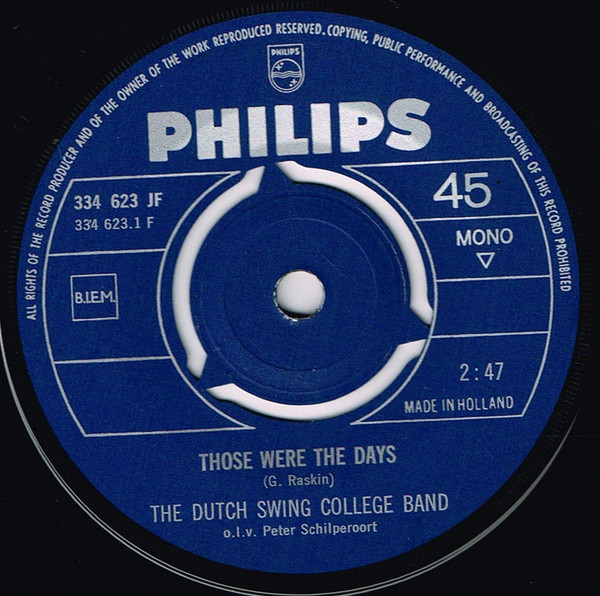 ALL RIGHTS OF THE RECORD PRODUCER AND OF THE OWNER OF THE WORK REPRODUCED RESERVED. COPYING, PUBLIC PERFORMANCE AND BROADCASTING OF THIS RECORD PROHIBITED
PHILIPS
PHILIPS
334 623 JF
334 623.1 F
45
MONO
B.I.E.M.
2:47
MADE IN HOLLAND
THOSE WERE THE DAYS
(G. Raskin)
THE DUTCH SWING COLLEGE BAND
o.l.v. Peter Schilperoort